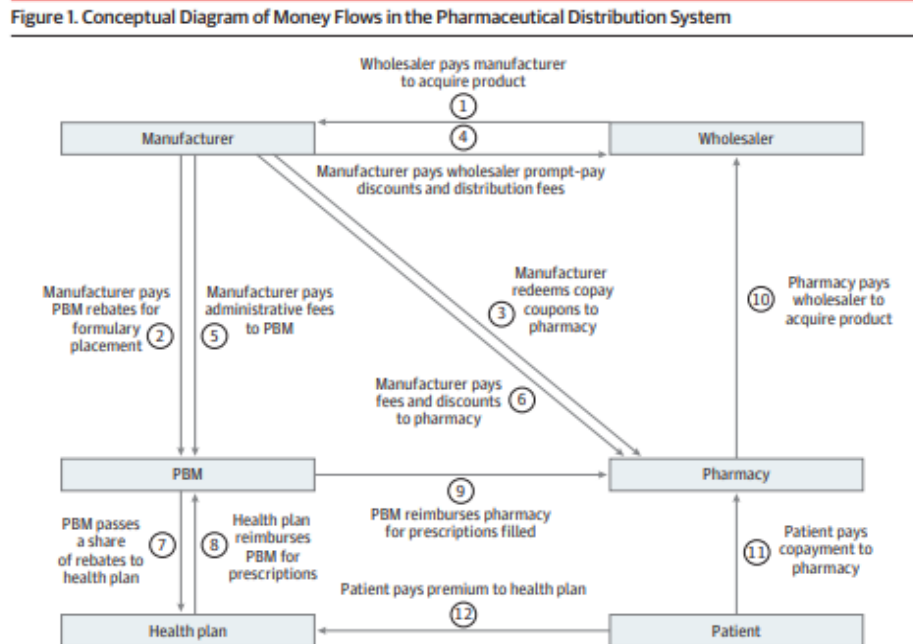 Figure 1. Conceptual Diagram of Money Flows in the Pharmaceutical Distribution System
Wholesaler pays manufacturer
to acquire product
1
Manufacturer
4
Wholesaler
Manufacturer pays wholesaler prompt-pay
discounts and distribution fees
Manufacturer pays
PBM rebates for
formulary
placement
2
Manufacturer pays
administrative fees
to PBM
5
Manufacturer
redeems copay
coupons to
pharmacy
3
Pharmacy pays
wholesaler to
acquire product
10
Manufacturer pays
fees and discounts
to pharmacy
6
PBM
Pharmacy
9
PBM reimburses pharmacy
for prescriptions filled
PBM passes
a share
of rebates to
health plan
7
Health plan
reimburses
PBM for
prescriptions
8
Patient pays
copayment to
pharmacy
11
Patient pays premium to health plan
12
Health plan
Patient